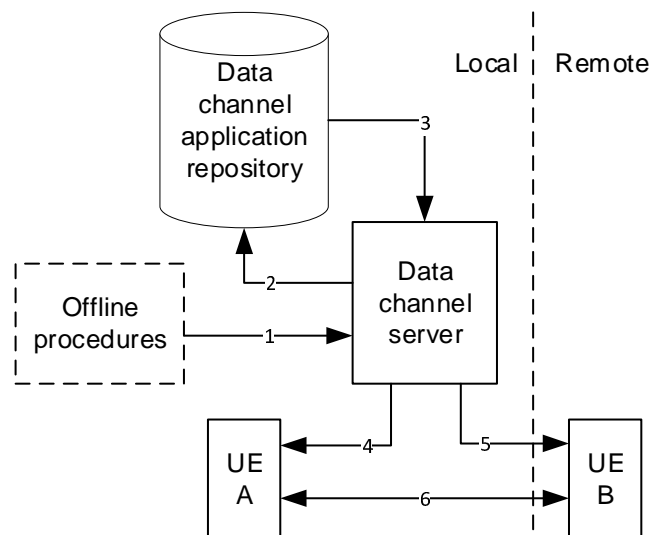 Data
channel
application
repository
Local
Remote
3
Data
channel
server
2
Offline
procedures
1
4
5
UE
A
6
UE
B